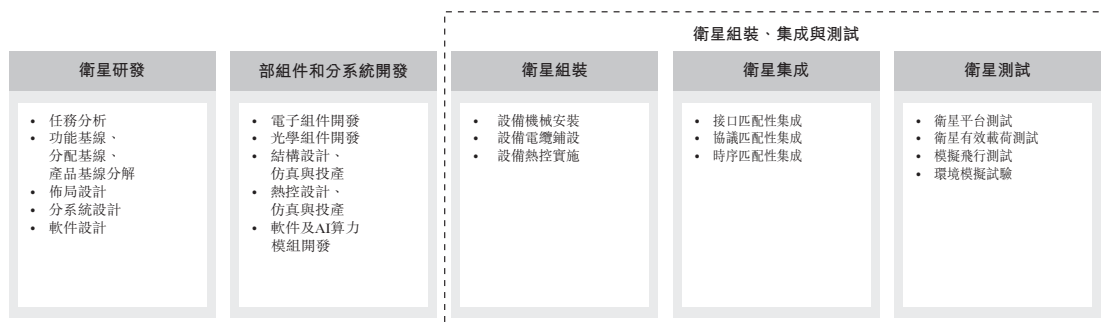 衛星組裝、集成與測試
衛星研發
• 任務分析
• 功能基線、
分配基線、
產品基線分解
• 佈局設計
• 分系統設計
• 軟件設計
部組件和分系統開發
• 電子組件開發
• 光學組件開發
• 結構設計、
仿真與投產
• 熱控設計、
仿真與投產
• 軟件及AI算力
模組開發
衛星組裝
• 設備機械安裝
• 設備電纜鋪設
• 設備熱控實施
衛星集成
• 接口匹配性集成
• 協議匹配性集成
• 時序匹配性集成
衛星測試
• 衛星平台測試
• 衛星有效載荷測試
• 模擬飛行測試
• 環境模擬試驗